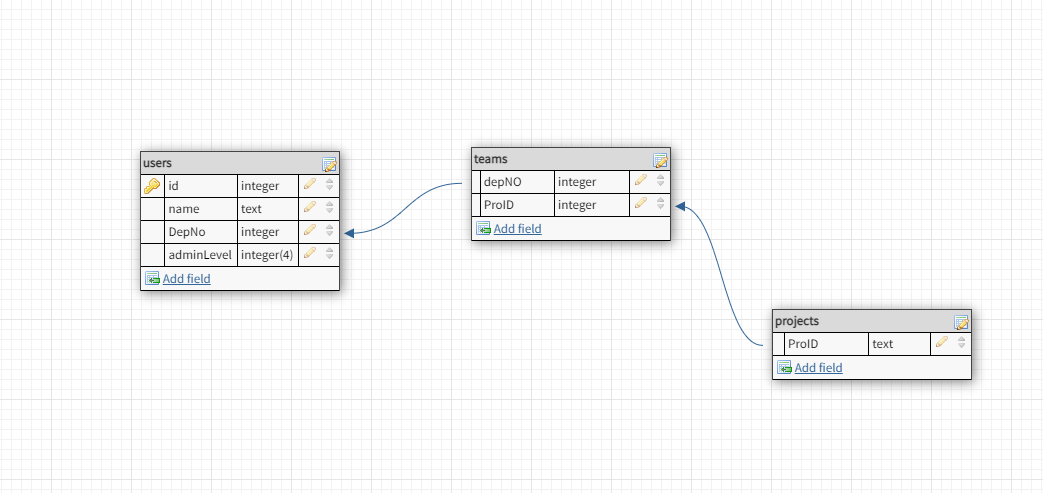 users
id integer
name text
DepNo integer
adminLevel integer(4)
Add field
teams
depNO integer
ProID integer
Add field
projects
ProID text
Add field